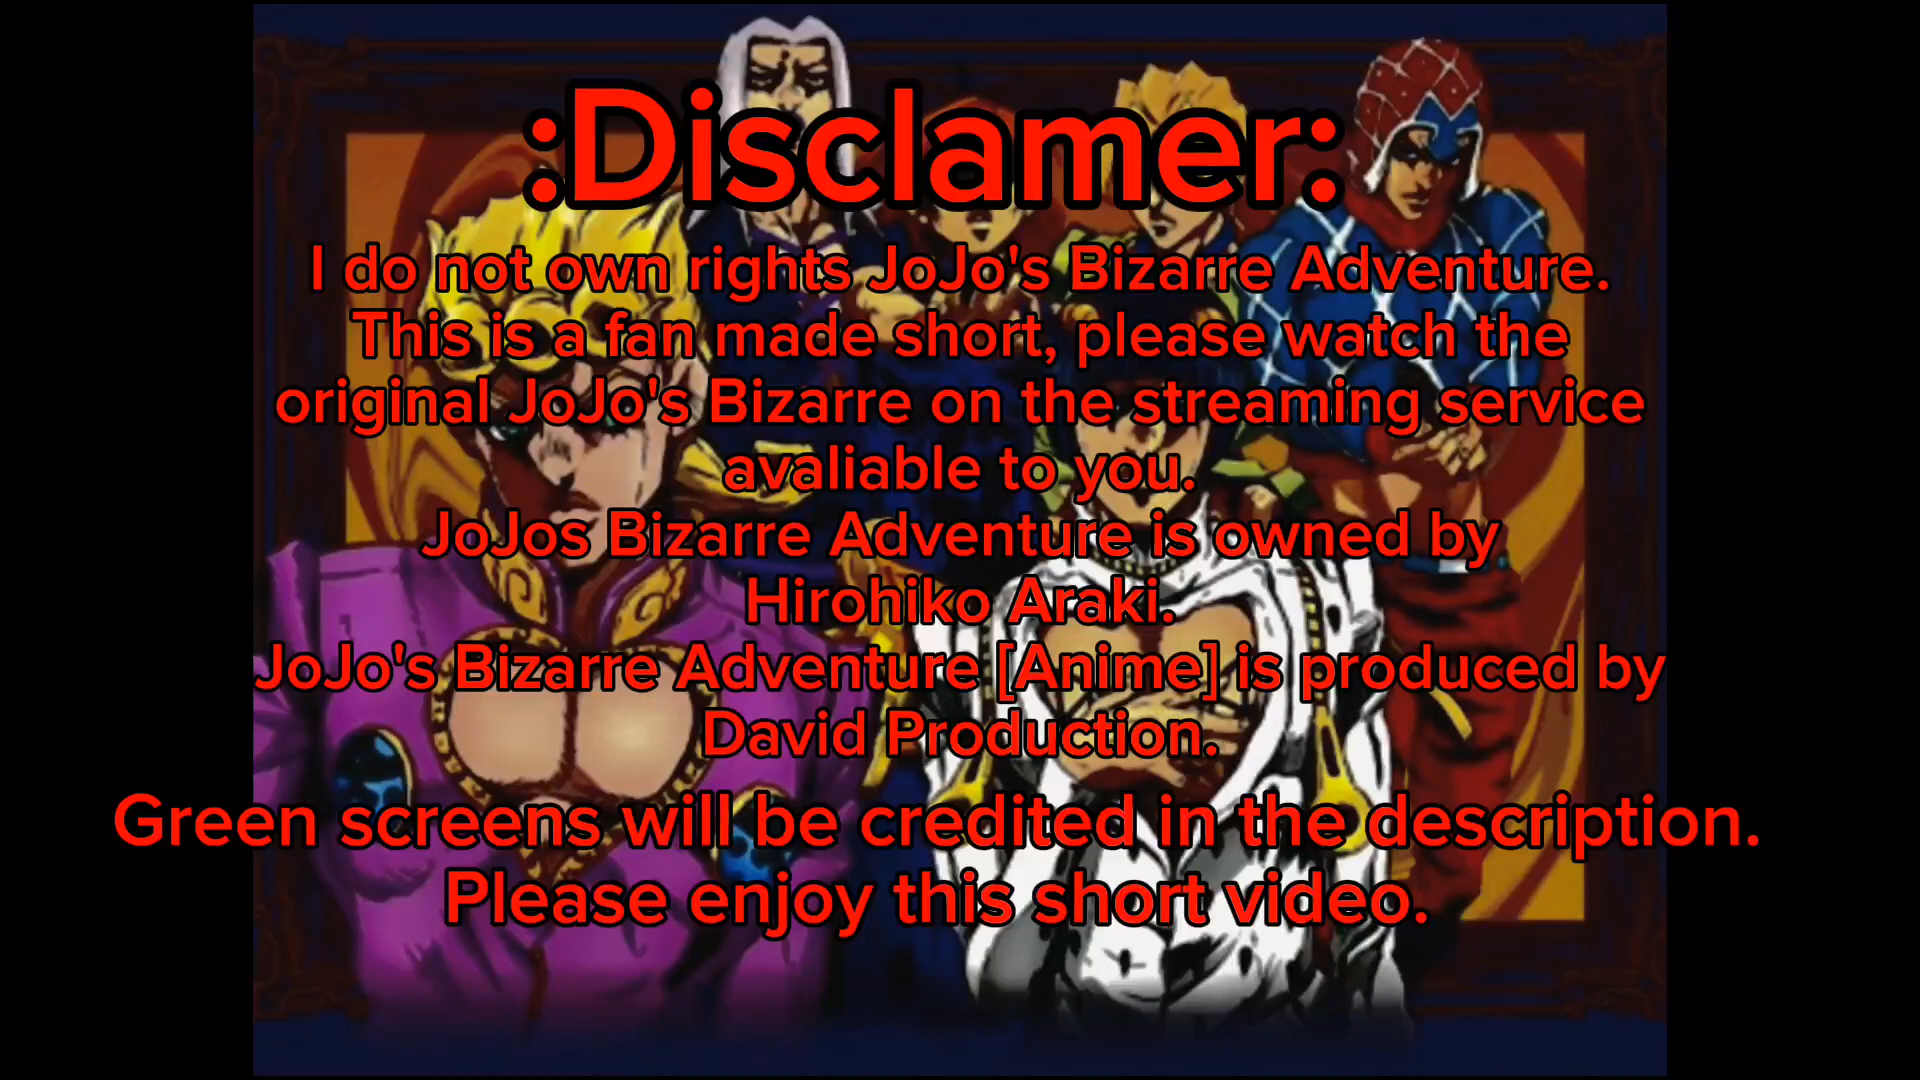 :Disclamer:
I do not own rights JoJo's Bizarre Adventure.
This is a fan made short, please watch the
original JoJo's Bizarre on the streaming service
avaliable to you.
JoJos Bizarre Adventure is owned by
Hirohiko Araki.
JoJo's Bizarre Adventure [Anime] is produced by
David Production.
Green screens will be credited in the description.
Please enjoy this short video.